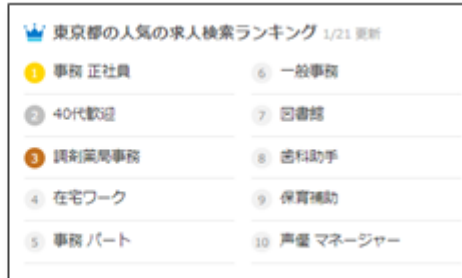 東京都の人気の求人検索ランキング 1/21 更新
1 事務 正社員
2 40代歓迎
3 調剤薬局事務
4 在宅ワーク
5 事務 パート
6 一般事務
7 図書館
8 歯科助手
9 保育補助
10 声優 マネージャー